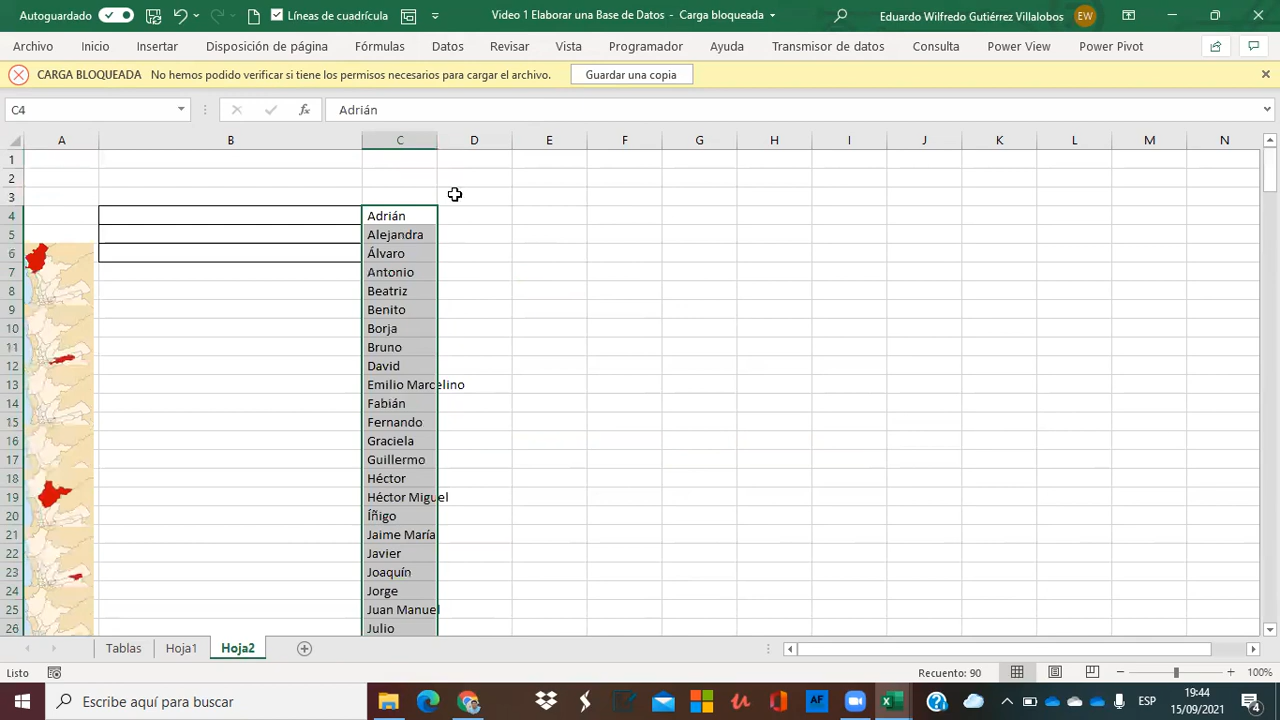 Autoguardado Líneas de cuadrícula Video 1 Elaborar una Base de Datos - Carga bloqueada Eduardo Wilfredo Gutiérrez Villalobos EW
Archivo Inicio Insertar Disposición de página Fórmulas Datos Revisar Vista Programador Ayuda Transmisor de datos Consulta Power View Power Pivot
CARGA BLOQUEADA No hemos podido verificar si tiene los permisos necesarios para cargar el archivo. Guardar una copia
C4 fx Adrián
A B C D E F G H I J K L M N
1
2
3
4 Adrián
5 Alejandra
6 Álvaro
7 Antonio
8 Beatriz
9 Benito
10 Borja
11 Bruno
12 David
13 Emilio Marcelino
14 Fabián
15 Fernando
16 Graciela
17 Guillermo
18 Héctor
19 Héctor Miguel
20 Íñigo
21 Jaime María
22 Javier
23 Joaquín
24 Jorge
25 Juan Manuel
26 Julio
Tablas Hoja1 Hoja2
Listo Recuento: 90 100%
Escribe aquí para buscar AF ESP 19:44
15/09/2021 4